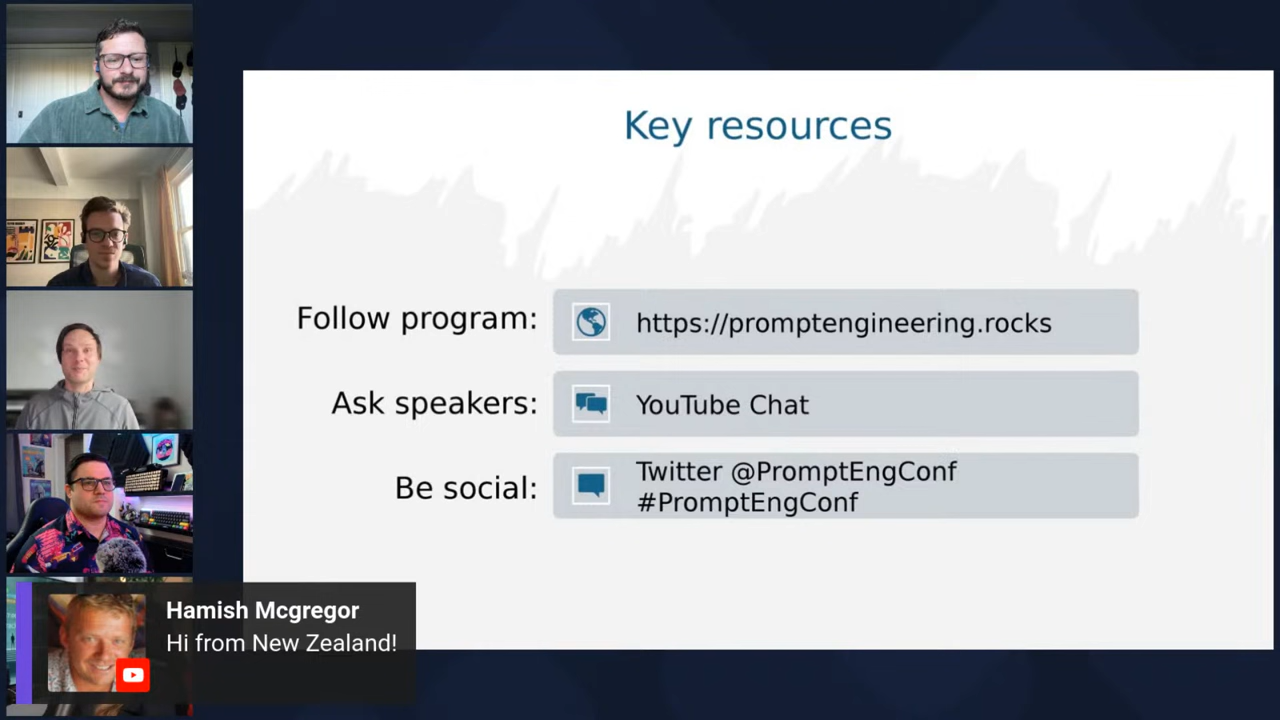 Key resources
Follow program:
https://promptengineering.rocks
Ask speakers:
YouTube Chat
Be social:
Twitter @PromptEngConf
#PromptEngConf
Hamish Mcgregor
Hi from New Zealand!